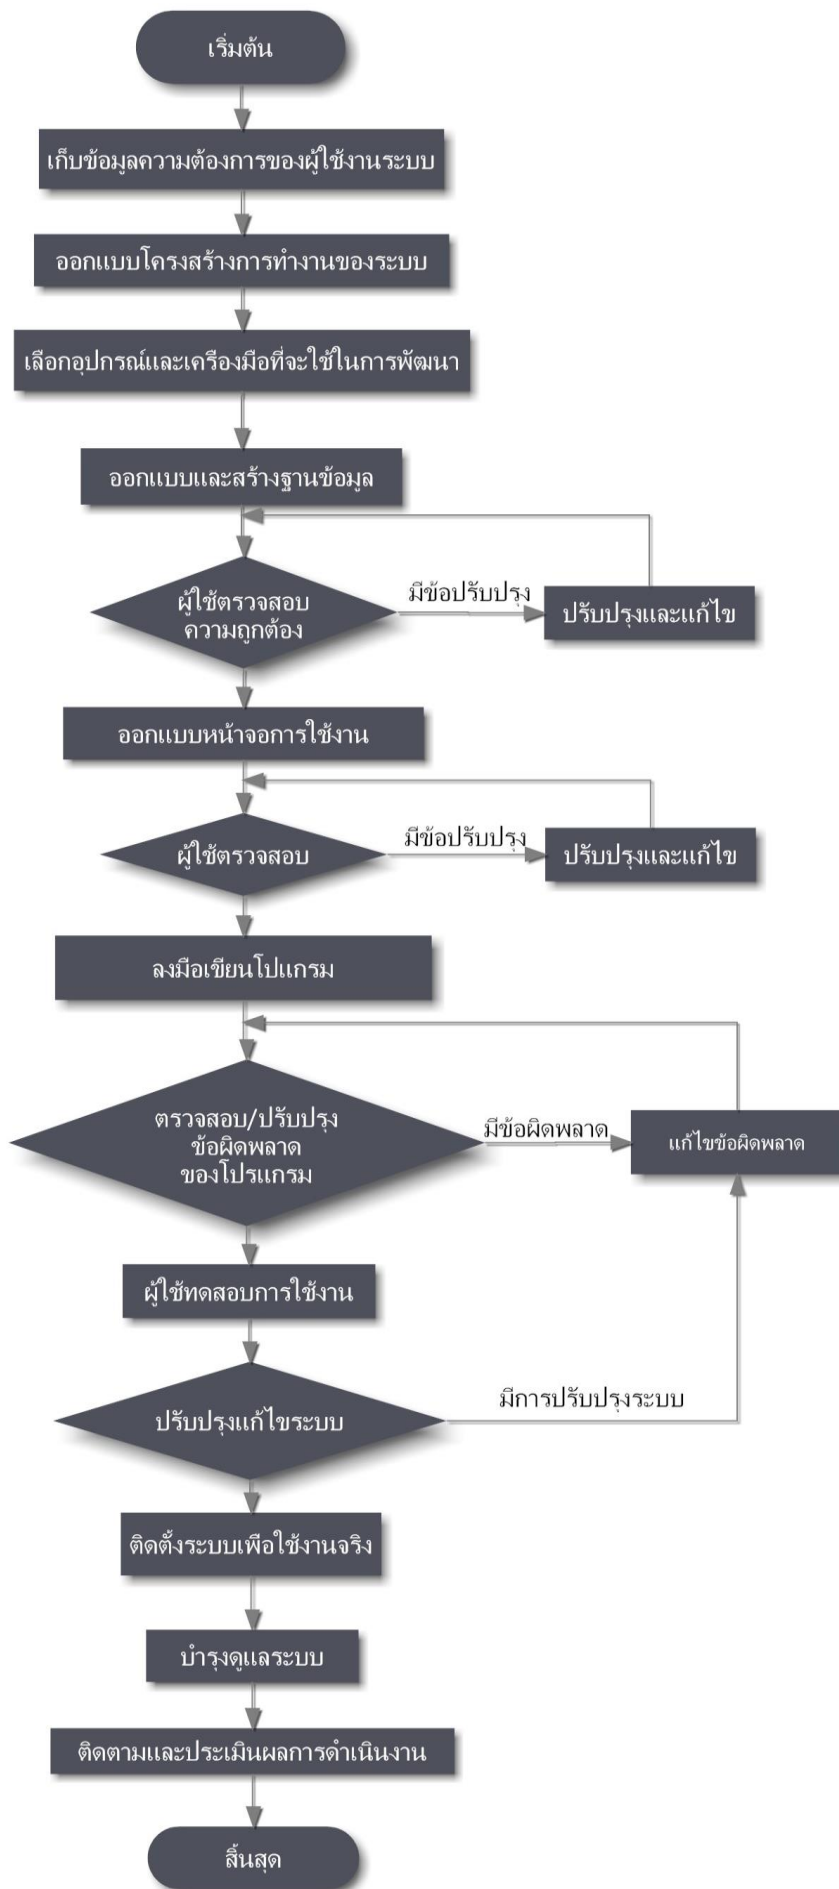 เริ่มต้น
เก็บข้อมูลความต้องการของผู้ใช้งานระบบ
ออกแบบโครงสร้างการทำงานของระบบ
เลือกอุปกรณ์และเครื่องมือที่จะใช้ในการพัฒนา
ออกแบบและสร้างฐานข้อมูล
ผู้ใช้ตรวจสอบ
ความถูกต้อง
มีข้อปรับปรุง
ปรับปรุงและแก้ไข
ออกแบบหน้าจอการใช้งาน
ผู้ใช้ตรวจสอบ
มีข้อปรับปรุง
ปรับปรุงและแก้ไข
ลงมือเขียนโปแกรม
ตรวจสอบ/ปรับปรุง
ข้อผิดพลาด
ของโปรแกรม
มีข้อผิดพลาด
แก้ไขข้อผิดพลาด
ผู้ใช้ทดสอบการใช้งาน
ปรับปรุงแก้ไขระบบ
มีการปรับปรุงระบบ
ติดตั้งระบบเพือใช้งานจริง
บำรุงดูแลระบบ
ติดตามและประเมินผลการดำเนินงาน
สิ้นสุด